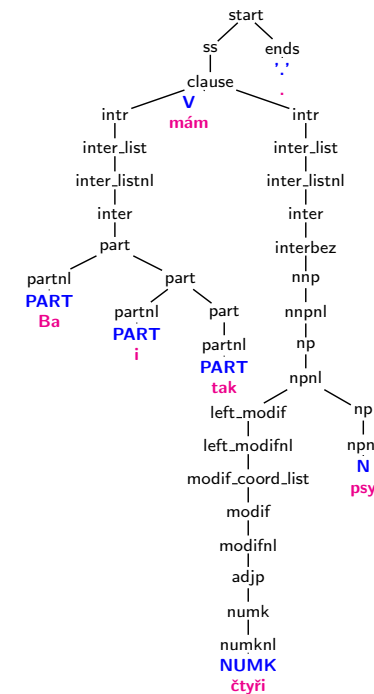 start
ss ends
'.'
clause
V .
mám
intr intr
inter_list inter_list
inter_listnl inter_listnl
inter inter
part interbez
partnl part nnp
PART
Ba
partnl part nnpnl
PART
i
partnl np
PART
tak
npnl
left_modif np
left_modifnl npn
N
modif_coord_list psy
modif
modifnl
adjp
numk
numknl
NUMK
čtyři